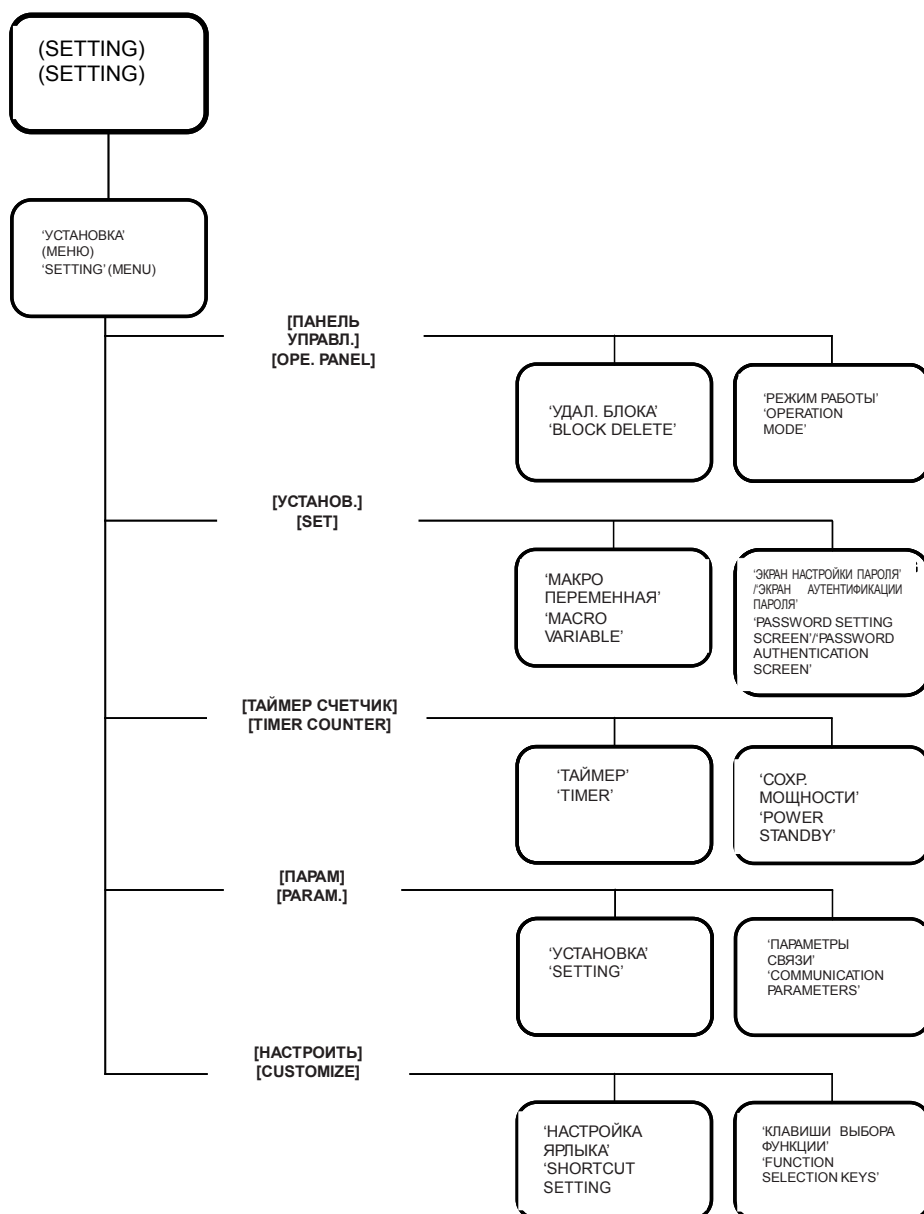 (SETTING)
(SETTING)
‘УСТАНОВКА’
(МЕНЮ)
‘SETTING’ (MENU)
[ПАНЕЛЬ
УПРАВЛ.]
[OPE. PANEL]
‘УДАЛ. БЛОКА’
‘BLOCK DELETE’
‘РЕЖИМ РАБОТЫ’
‘OPERATION
MODE’
[УСТАНОВ.]
[SET]
‘МАКРО
ПЕРЕМЕННАЯ’
‘MACRO
VARIABLE’
‘ЭКРАН НАСТРОЙКИ ПАРОЛЯ’
/‘ЭКРАН АУТЕНТИФИКАЦИИ
ПАРОЛЯ’
‘PASSWORD SETTING
SCREEN’/‘PASSWORD
AUTHENTICATION
SCREEN’
[ТАЙМЕР СЧЕТЧИК]
[TIMER COUNTER]
‘ТАЙМЕР’
‘TIMER’
‘СОХР.
МОЩНОСТИ’
‘POWER
STANDBY’
[ПАРАМ]
[PARAM.]
‘УСТАНОВКА’
‘SETTING’
‘ПАРАМЕТРЫ
СВЯЗИ’
‘COMMUNICATION
PARAMETERS’
[НАСТРОИТЬ]
[CUSTOMIZE]
‘НАСТРОЙКА
ЯРЛЫКА’
‘SHORTCUT
SETTING
‘КЛАВИШИ ВЫБОРА
ФУНКЦИИ’
‘FUNCTION
SELECTION KEYS’